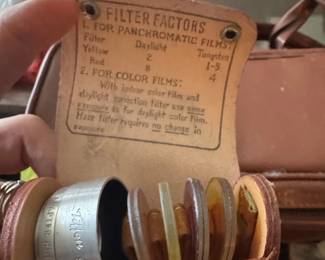 FILTER FACTORS
1. FOR PANCHROMATIC FILMS:
Filter Daylight Tungsten
Yellow 2 1-5
Red 8 4
2. FOR COLOR FILMS:
With indoor color film and
daylight correction filter use same
exposure as for daylight color film.
Haze filter requires no change in
exposure